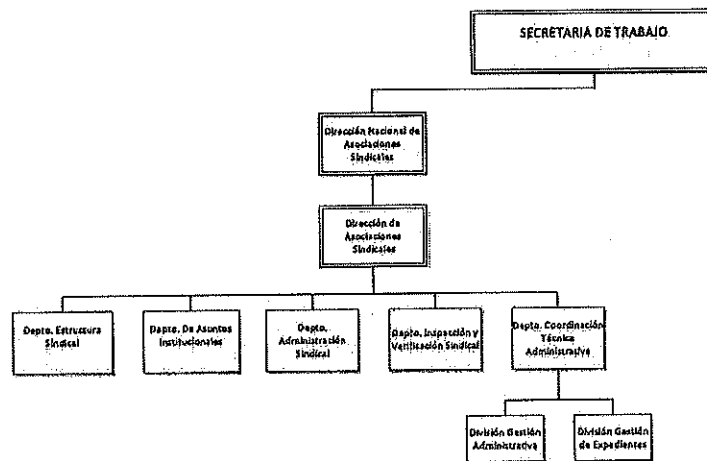 SECRETARIA DE TRABAJO
Dirección Nacional de
Asociaciones
Sindicales
Dirección de
Asociaciones
Sindicales
Depto. Estructura
Sindical
Depto. De Asuntos
Institucionales
Depto.
Administración
Sindical
Depto. Inspección y
Verificación Sindical
Depto. Coordinación
Técnica
Administrativa
División Gestión
Administrativa
División Gestión
de Expedientes